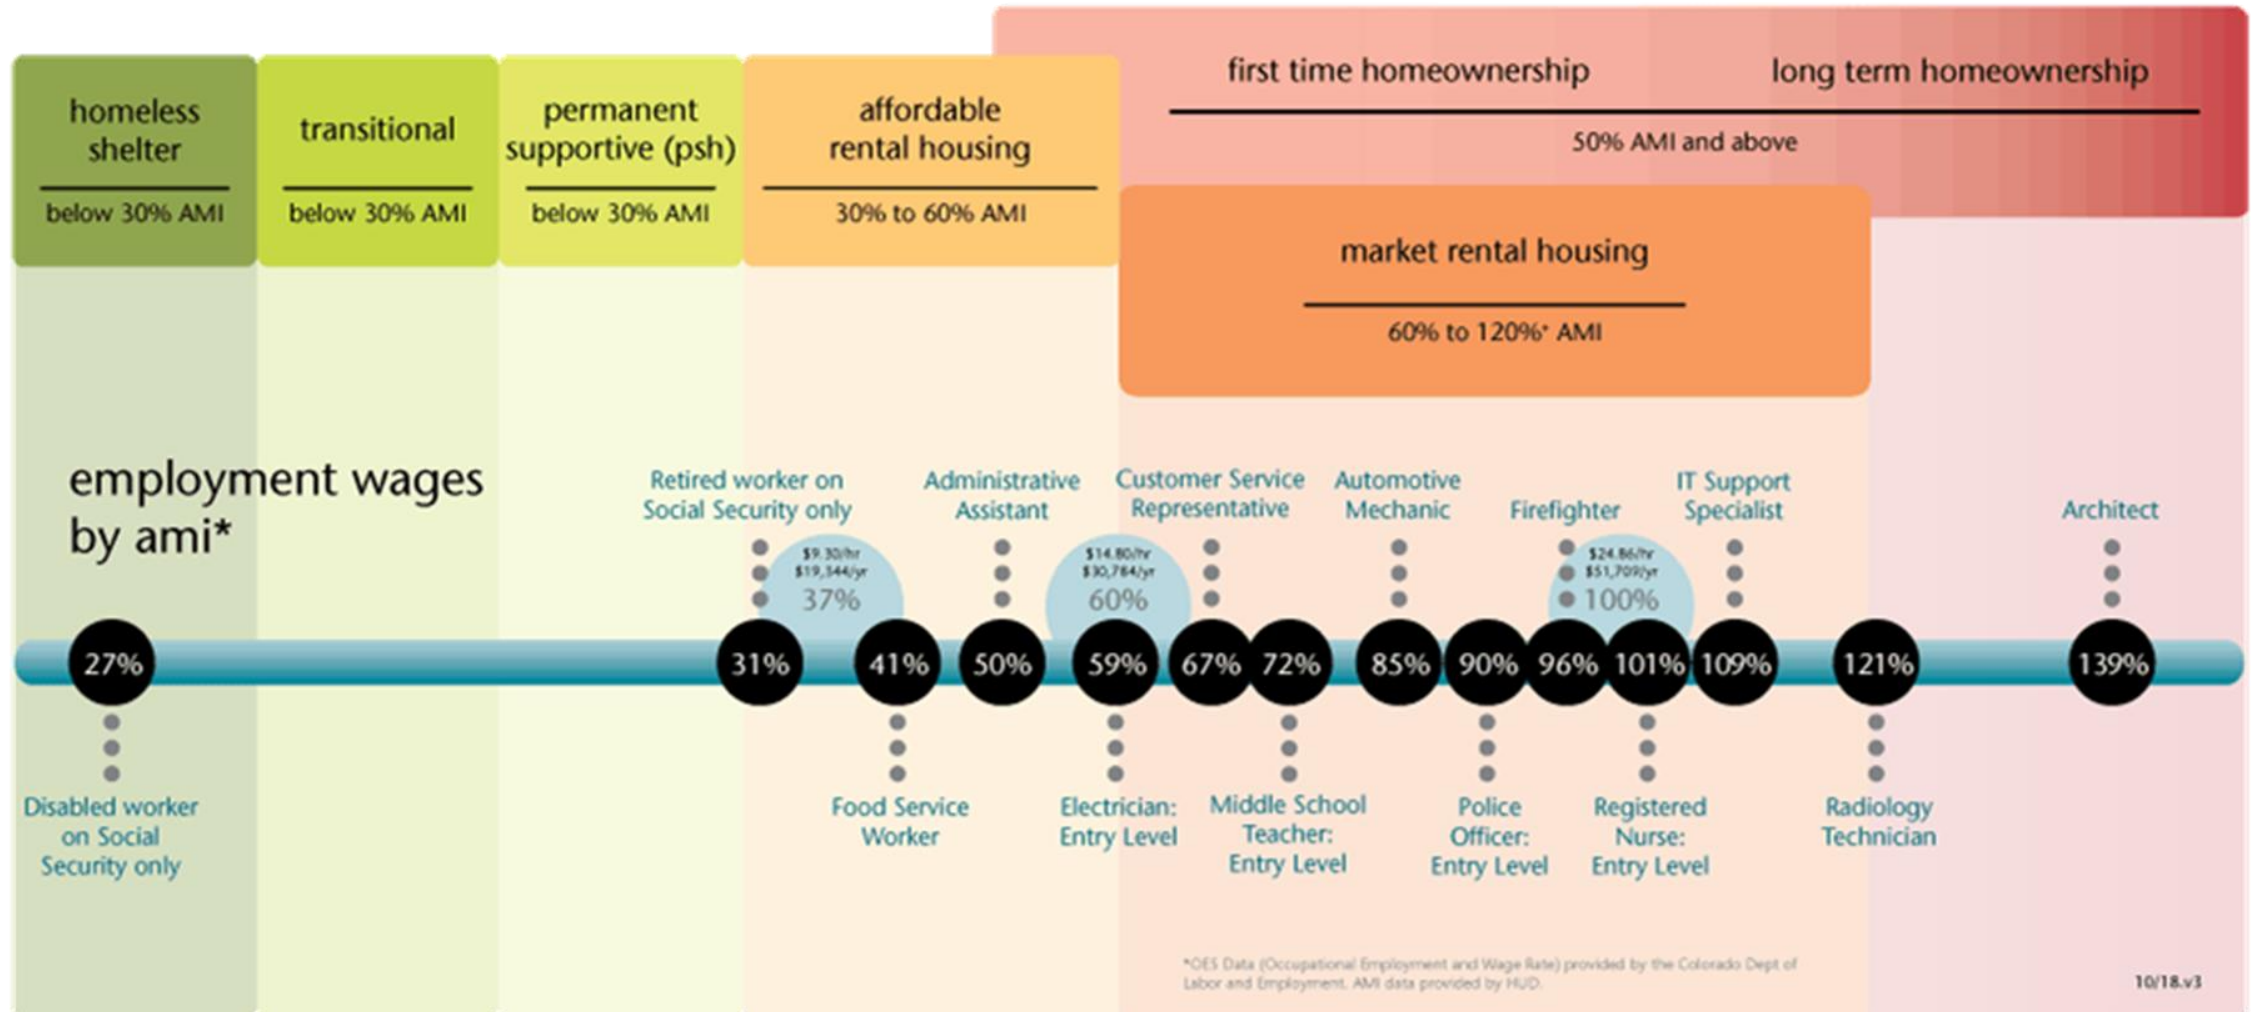 homeless
shelter
below 30% AMI
transitional
below 30% AMI
permanent
supportive (psh)
below 30% AMI
affordable
rental housing
30% to 60% AMI
first time homeownership
long term homeownership
50% AMI and above
market rental housing
60% to 120%+ AMI
employment wages
by ami*
Retired worker on
Social Security only
Administrative
Assistant
Customer Service
Representative
Automotive
Mechanic
Firefighter
IT Support
Specialist
Architect
$9.30/hr
$19,344/yr
37%
$14.80/hr
$30,784/yr
60%
$24.86/hr
$51,709/yr
100%
27%
31%
41%
50%
59%
67%
72%
85%
90%
96%
101%
109%
121%
139%
Disabled worker
on Social
Security only
Food Service
Worker
Electrician:
Entry Level
Middle School
Teacher:
Entry Level
Police
Officer:
Entry Level
Registered
Nurse:
Entry Level
Radiology
Technician
*OES Data (Occupational Employment and Wage Rate) provided by the Colorado Dept of
Labor and Employment. AMI data provided by HUD.
10/18.v3